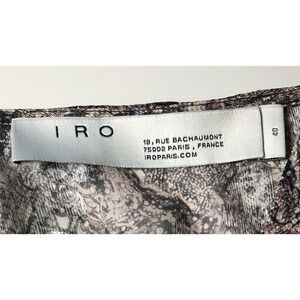 IRO
19, RUE BACHAUMONT
75002 PARIS, FRANCE
IROPARIS.COM
40